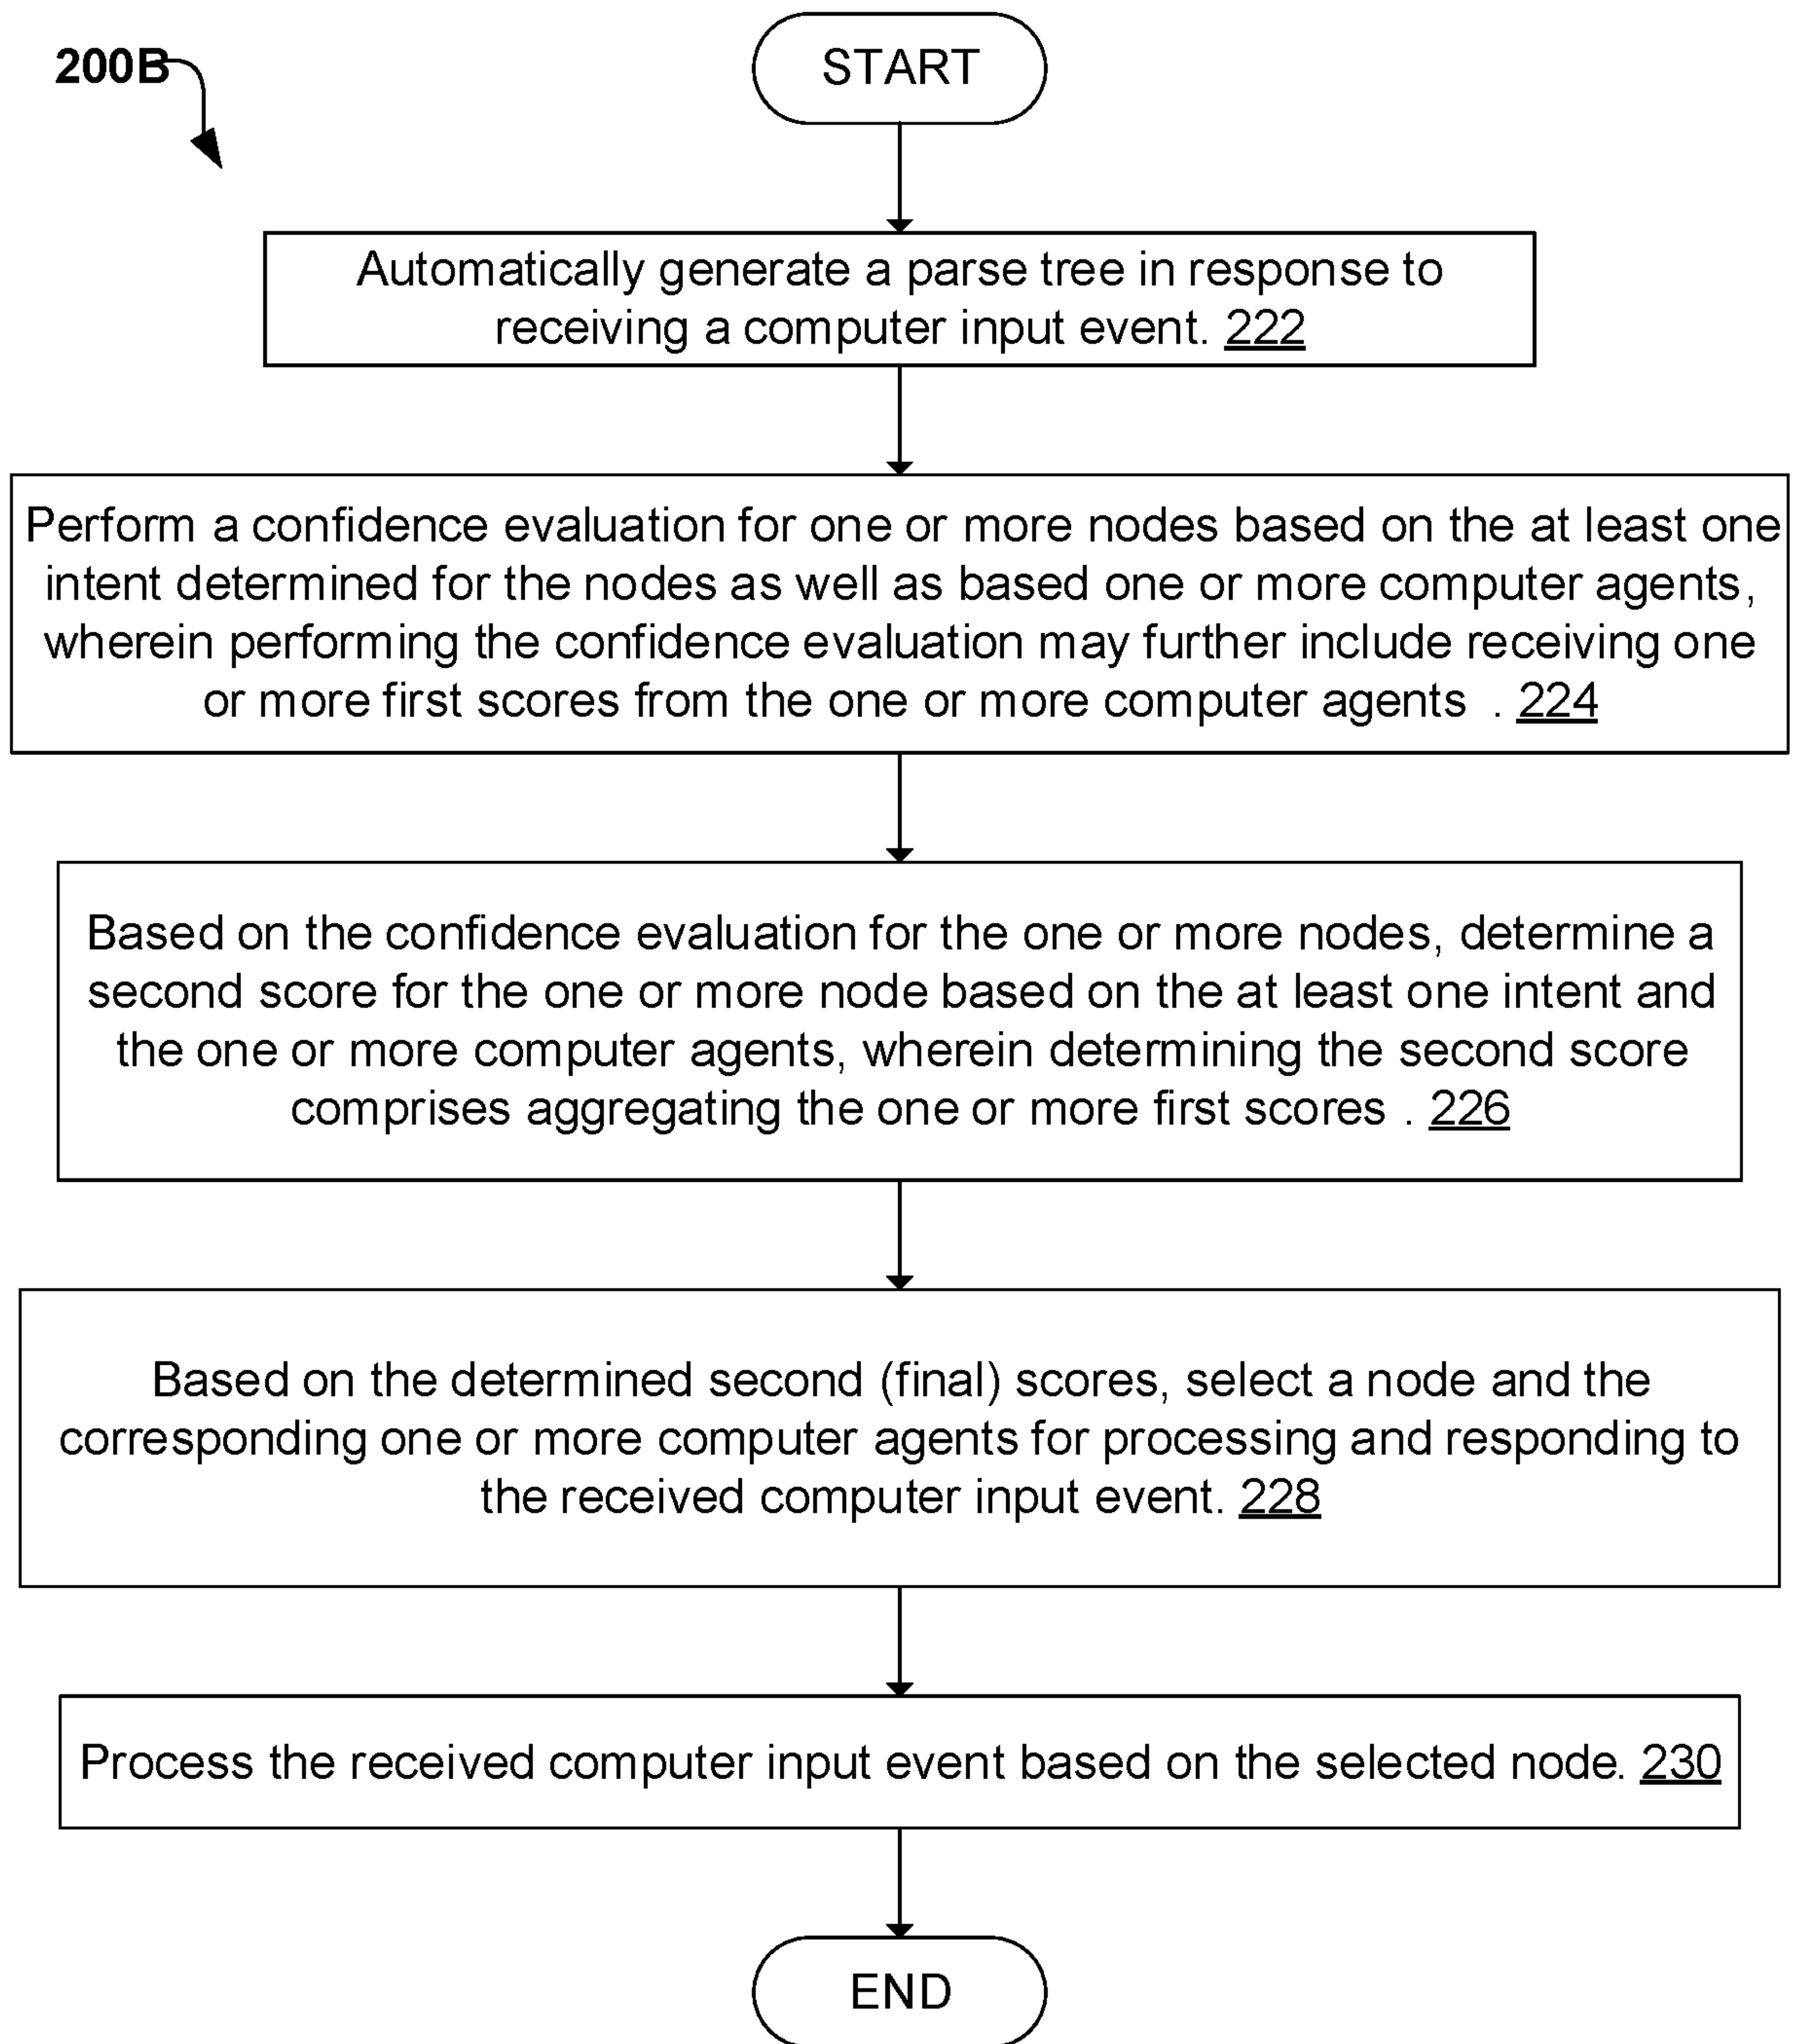 200B
START
Automatically generate a parse tree in response to
receiving a computer input event. 222
Perform a confidence evaluation for one or more nodes based on the at least one
intent determined for the nodes as well as based one or more computer agents,
wherein performing the confidence evaluation may further include receiving one
or more first scores from the one or more computer agents . 224
Based on the confidence evaluation for the one or more nodes, determine a
second score for the one or more node based on the at least one intent and
the one or more computer agents, wherein determining the second score
comprises aggregating the one or more first scores . 226
Based on the determined second (final) scores, select a node and the
corresponding one or more computer agents for processing and responding to
the received computer input event. 228
Process the received computer input event based on the selected node. 230
END